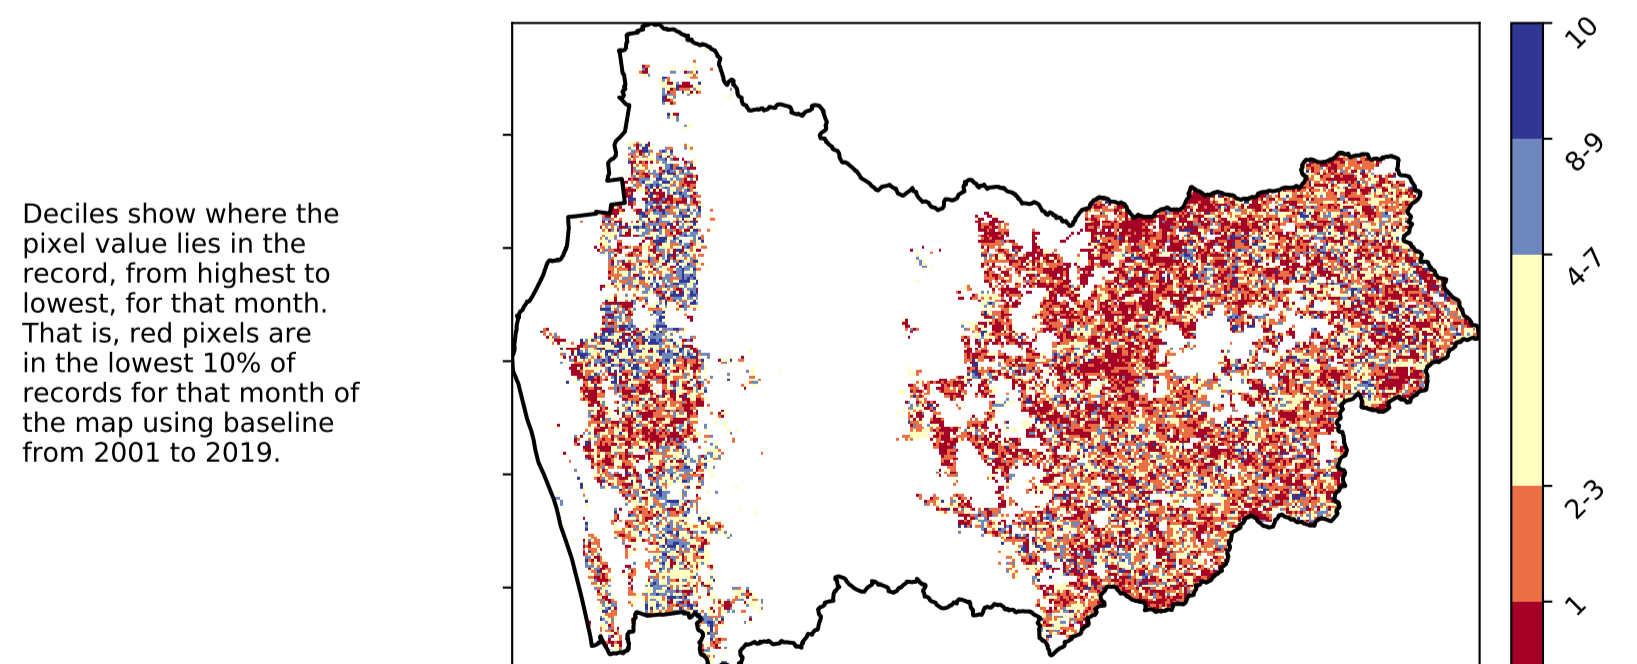 Deciles show where the
pixel value lies in the
record, from highest to
lowest, for that month.
That is, red pixels are
in the lowest 10% of
records for that month of
the map using baseline
from 2001 to 2019.
10
8-9
4-7
2-3
1